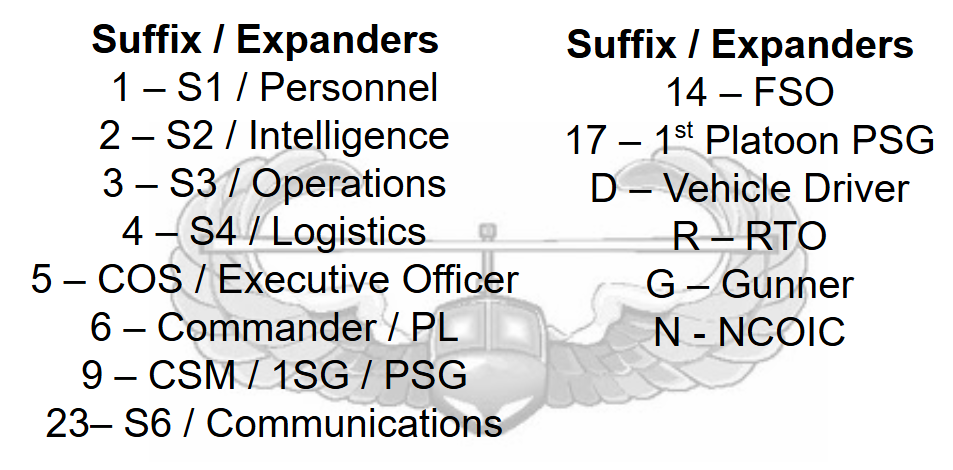 Suffix / Expanders
1 – S1 / Personnel
2 – S2 / Intelligence
3 – S3 / Operations
4 – S4 / Logistics
5 – COS / Executive Officer
6 – Commander / PL
9 – CSM / 1SG / PSG
23– S6 / Communications
Suffix / Expanders
14 – FSO
17 – 1st Platoon PSG
D – Vehicle Driver
R – RTO
G – Gunner
N - NCOIC